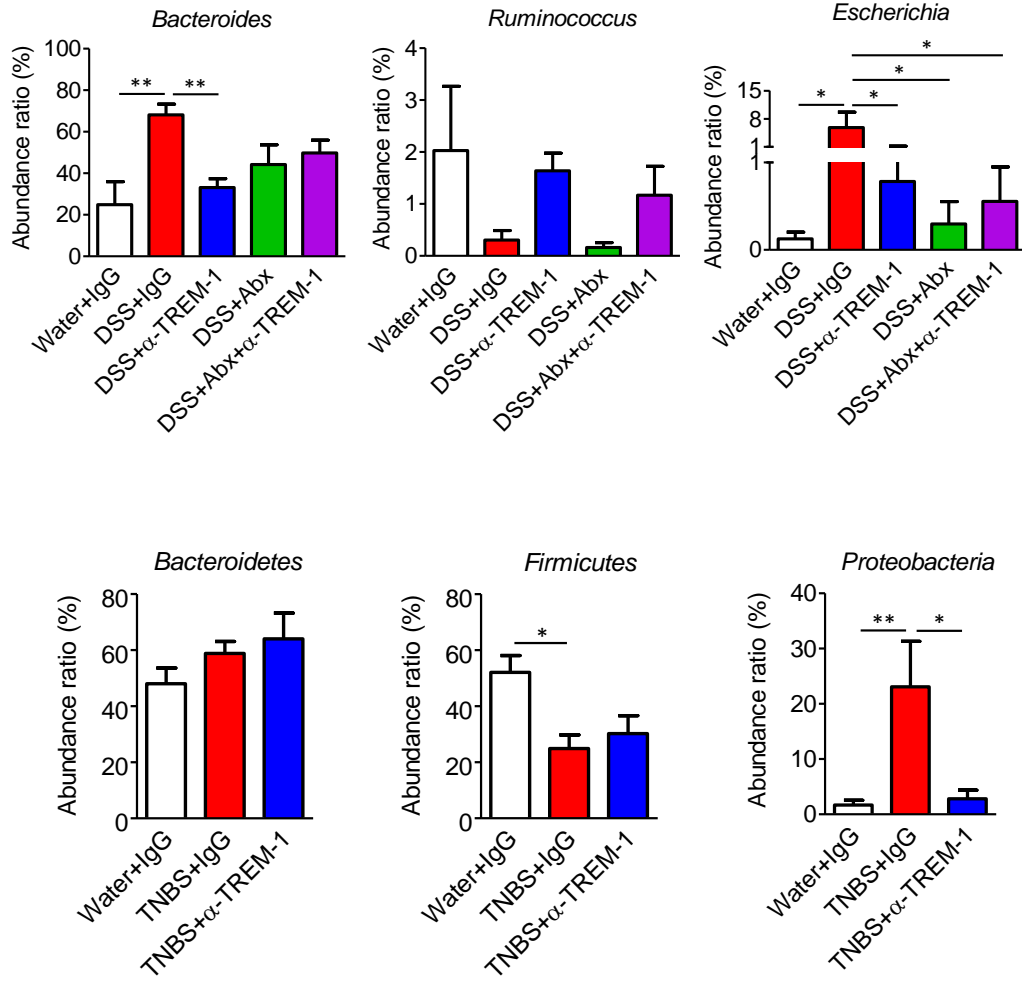 Bacteroides
Abundance ratio (%)
100
80
60
40
20
0
** **
Water+IgG
DSS+IgG
DSS+α-TREM-1
DSS+Abx
DSS+Abx+α-TREM-1
Ruminococcus
Abundance ratio (%)
4
3
2
1
0
Water+IgG
DSS+IgG
DSS+α-TREM-1
DSS+Abx
DSS+Abx+α-TREM-1
Escherichia
Abundance ratio (%)
15
8
1
1
0
*
*
* *
Water+IgG
DSS+IgG
DSS+α-TREM-1
DSS+Abx
DSS+Abx+α-TREM-1
Bacteroidetes
Abundance ratio (%)
80
60
40
20
0
Water+IgG
TNBS+IgG
TNBS+α-TREM-1
Firmicutes
Abundance ratio (%)
80
60
40
20
0
*
Water+IgG
TNBS+IgG
TNBS+α-TREM-1
Proteobacteria
Abundance ratio (%)
40
30
20
10
0
** *
Water+IgG
TNBS+IgG
TNBS+α-TREM-1